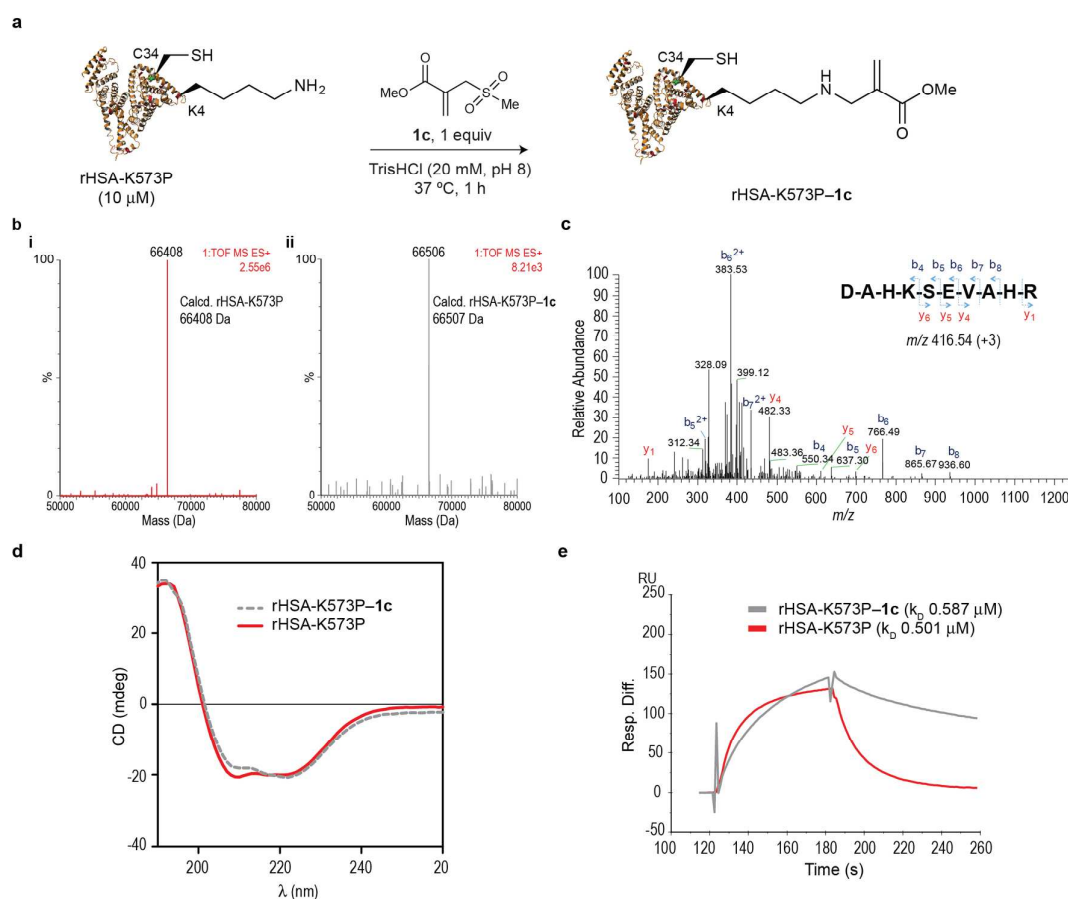 a
C34
SH
NH2
K4
rHSA-K573P
(10 μM)
MeO
O
O
S
O
Me
1c, 1 equiv
TrisHCl (20 mM, pH 8)
37 ºC, 1 h
C34
SH
H
N
K4
OMe
O
rHSA-K573P–1c
b
i
66408
1:TOF MS ES+
2.55e6
100
Calcd. rHSA-K573P
66408 Da
%
0
50000
60000
70000
80000
Mass (Da)
ii
66506
1:TOF MS ES+
8.21e3
100
Calcd. rHSA-K573P–1c
66507 Da
%
0
50000
60000
70000
80000
Mass (Da)
c
b4 b5 b6 b7 b8
D-A-H-K-S-E-V-A-H-R
y6 y5 y4 y1
m/z 416.54 (+3)
Relative Abundance
100
90
80
70
60
50
40
30
20
10
0
b6 2+
383.53
328.09
399.12
b7 2+
y4
482.33
b5 2+
y1
312.34
483.36
b4
550.34
y5
b5
637.30
y6
b6
766.49
b7
865.67
b8
936.60
100 200 300 400 500 600 700 800 900 1000 1100 1200
m/z
d
40
20
0
-20
-40
CD (mdeg)
rHSA-K573P–1c
rHSA-K573P
200
220
240
20
λ (nm)
e
RU
250
200
150
100
50
0
-50
Resp. Diff.
rHSA-K573P–1c (kD 0.587 μM)
rHSA-K573P (kD 0.501 μM)
100 120 140 160 180 200 220 240 260
Time (s)